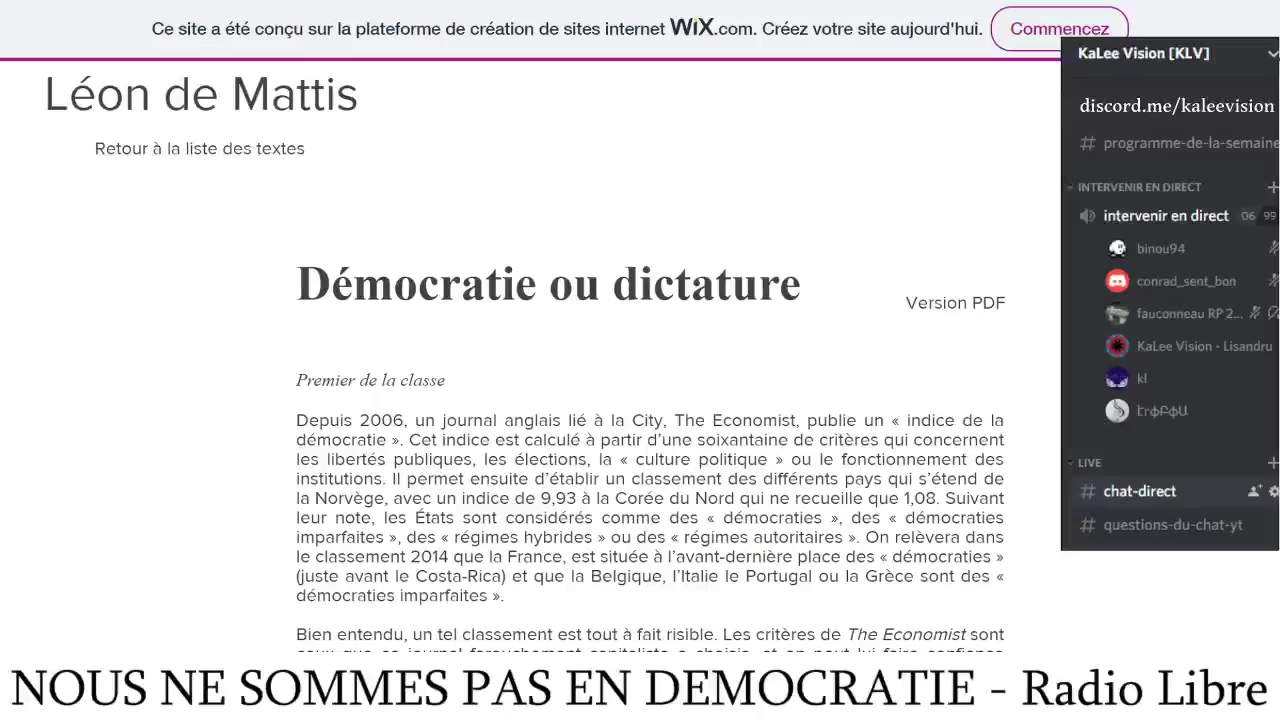 Ce site a été conçu sur la plateforme de création de sites internet WiX.com. Créez votre site aujourd'hui. Commencez
Léon de Mattis
Retour à la liste des textes
Démocratie ou dictature
Version PDF
Premier de la classe
Depuis 2006, un journal anglais lié à la City, The Economist, publie un « indice de la
démocratie ». Cet indice est calculé à partir d'une soixantaine de critères qui concernent
les libertés publiques, les élections, la « culture politique » ou le fonctionnement des
institutions. Il permet ensuite d'établir un classement des différents pays qui s'étend de
la Norvège, avec un indice de 9,93 à la Corée du Nord qui ne recueille que 1,08. Suivant
leur note, les États sont considérés comme des « démocraties », des « démocraties
imparfaites », des « régimes hybrides » ou des « régimes autoritaires ». On relèvera dans
le classement 2014 que la France, est située à l'avant-dernière place des « démocraties »
(juste avant le Costa-Rica) et que la Belgique, l'Italie le Portugal ou la Grèce sont des «
démocraties imparfaites ».
Bien entendu, un tel classement est tout à fait risible. Les critères de The Economist sont
KaLee Vision [KLV]
discord.me/kaleevision
# programme-de-la-semaine
INTERVENIR EN DIRECT
intervenir en direct 06 99
binou94
conrad_sent_bon
fauconneau RP 2...
KaLee Vision - Lisandru
kl
LIVE
# chat-direct
# questions-du-chat-yt
NOUS NE SOMMES PAS EN DEMOCRATIE - Radio Libre